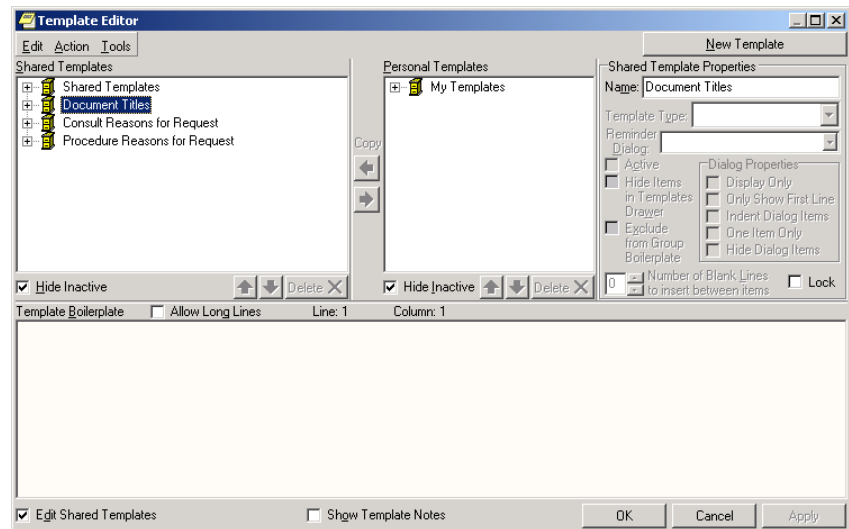 Template Editor
Edit Action Tools
New Template
Shared Templates
Shared Templates
Document Titles
Consult Reasons for Request
Procedure Reasons for Request
Hide Inactive
Delete
Copy
Personal Templates
My Templates
Hide Inactive
Delete
Shared Template Properties
Name: Document Titles
Template Type:
Reminder
Dialog:
Active
Hide Items
in Templates
Drawer
Exclude
from Group
Boilerplate
Dialog Properties
Display Only
Only Show First Line
Indent Dialog Items
One Item Only
Hide Dialog Items
0 Number of Blank Lines
to insert between items
Lock
Template Boilerplate Allow Long Lines Line: 1 Column: 1
Edit Shared Templates Show Template Notes OK Cancel Apply